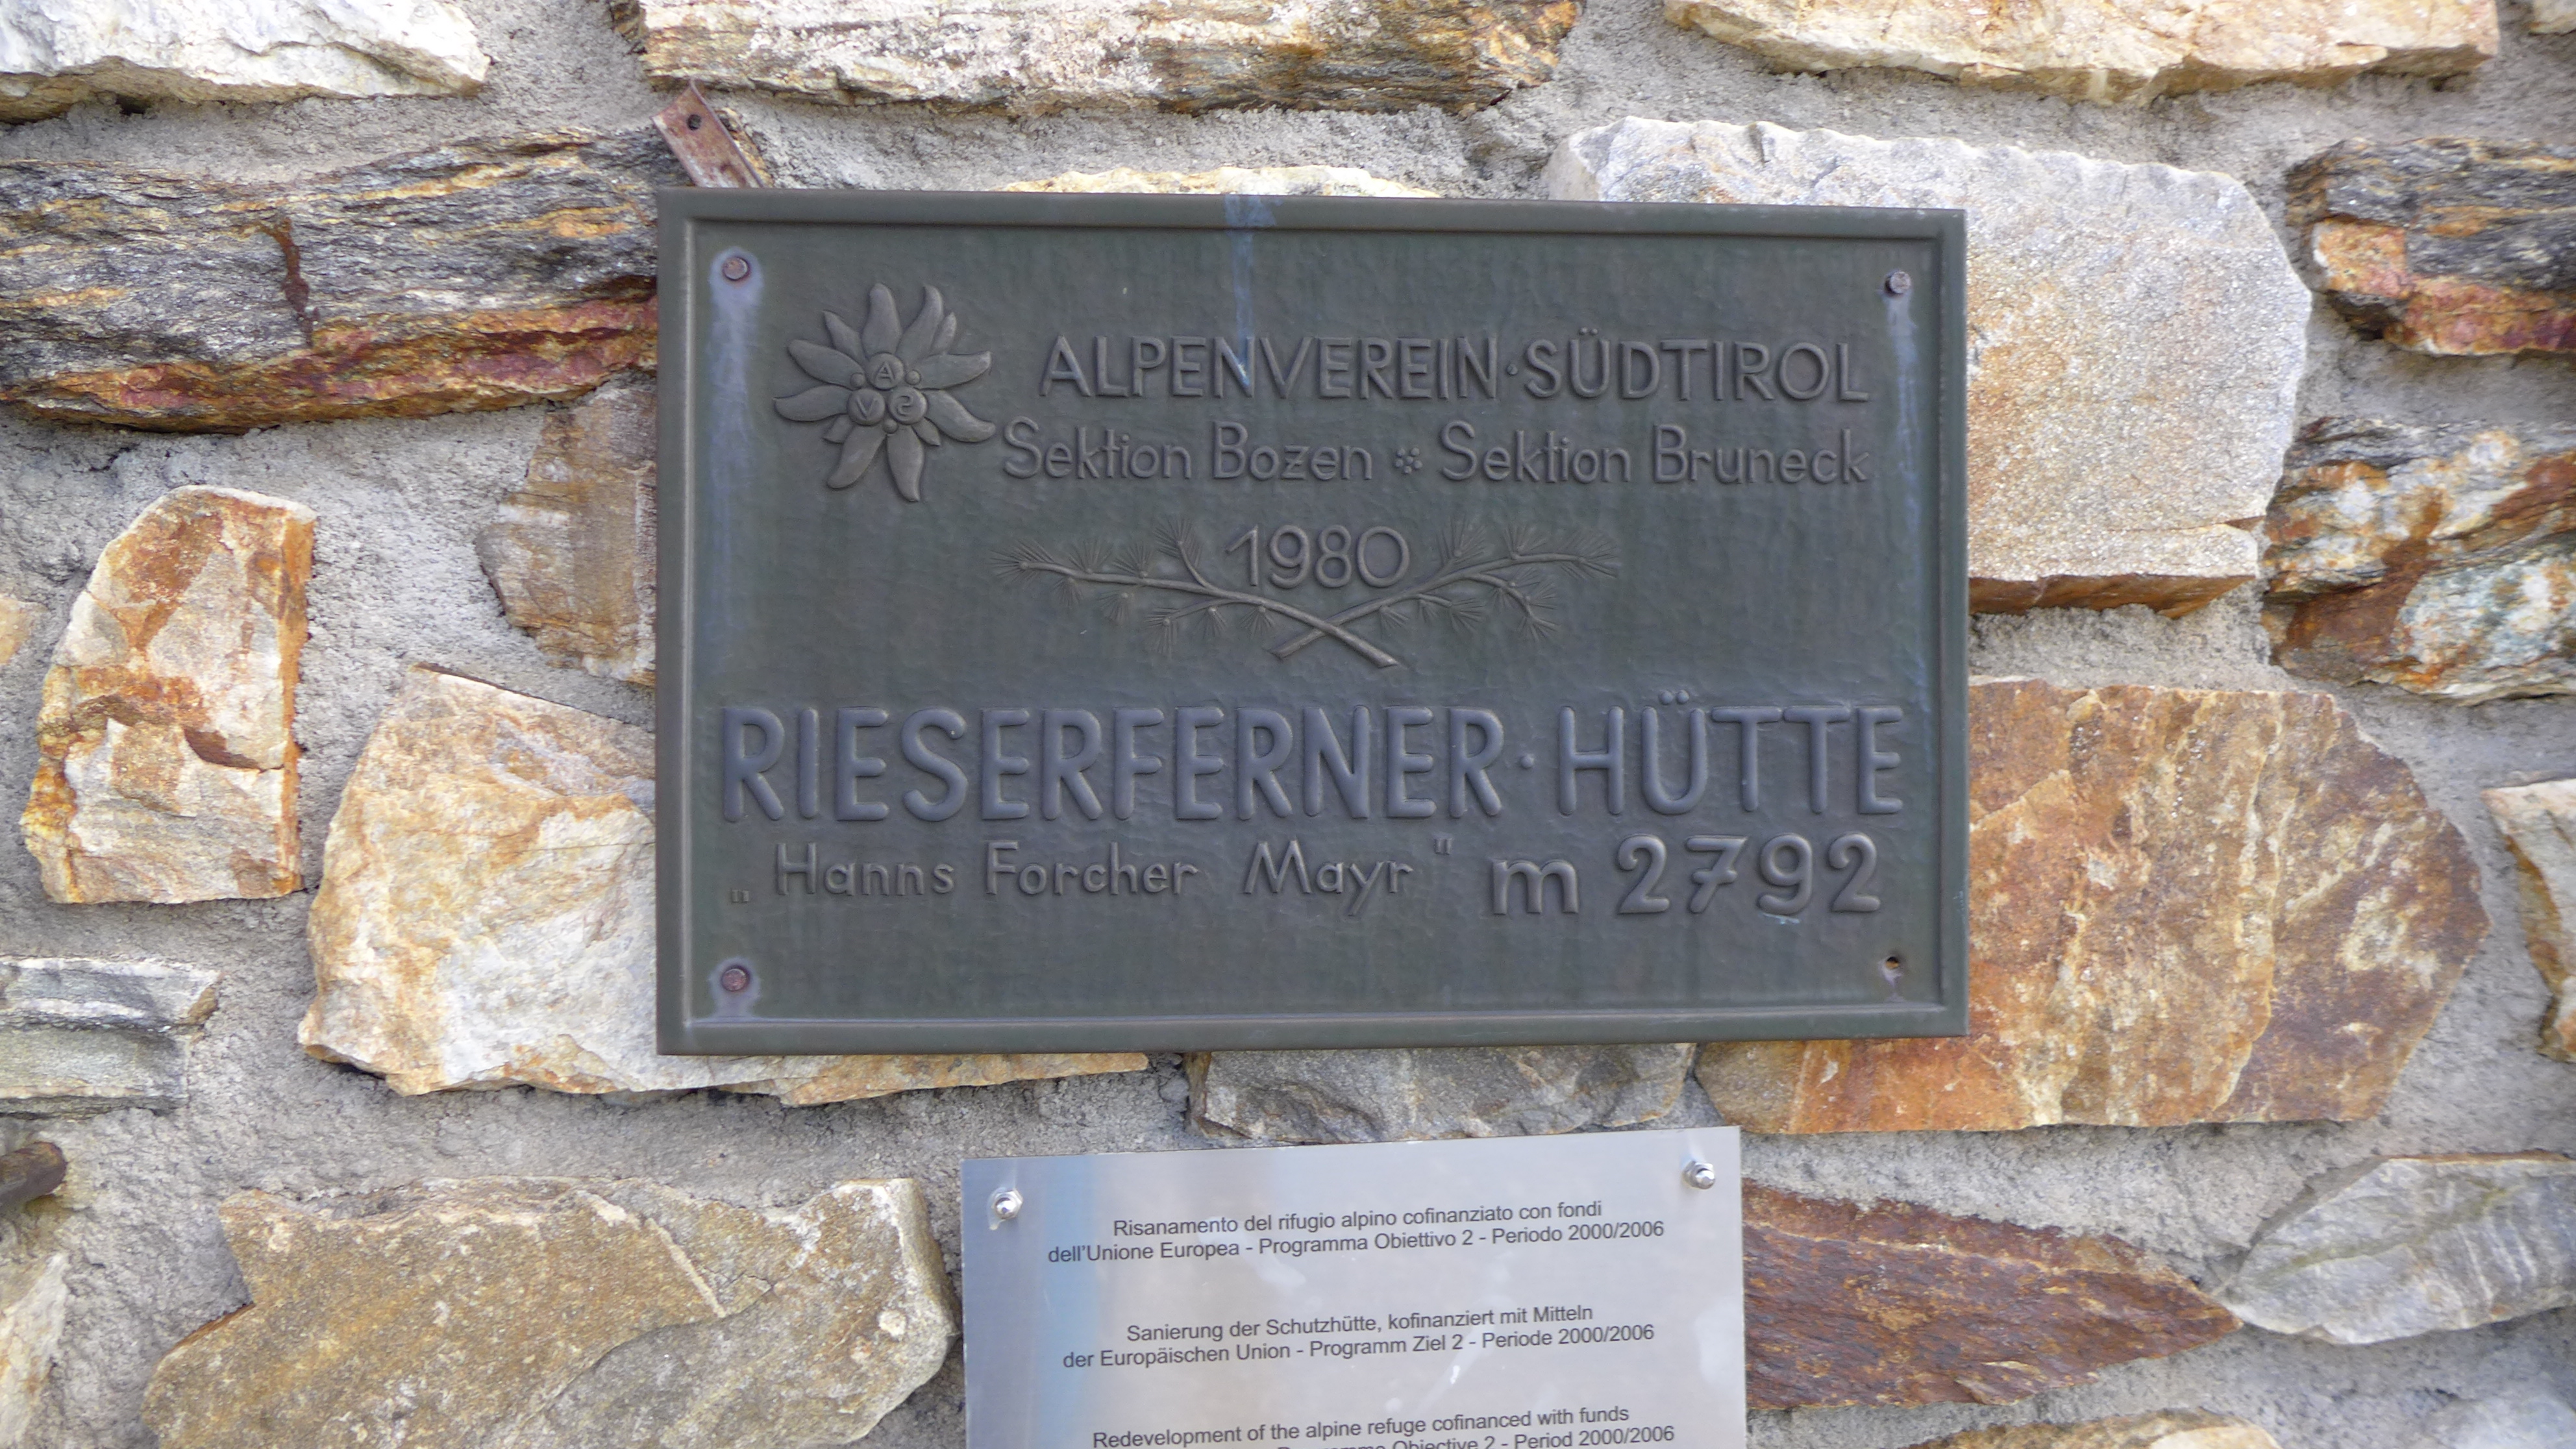 A
V S
ALPENVEREIN·SÜDTIROL
Sektion Bozen Sektion Bruneck
1980
RIESERFERNER·HÜTTE
„Hanns Forcher Mayr" m 2792
Risanamento del rifugio alpino cofinanziato con fondi
dell'Unione Europea - Programma Obiettivo 2 - Periodo 2000/2006
Sanierung der Schutzhütte, kofinanziert mit Mitteln
der Europäischen Union - Programm Ziel 2 - Periode 2000/2006
Redevelopment of the alpine refuge cofinanced with funds
Programme Objective 2 - Period 2000/2006